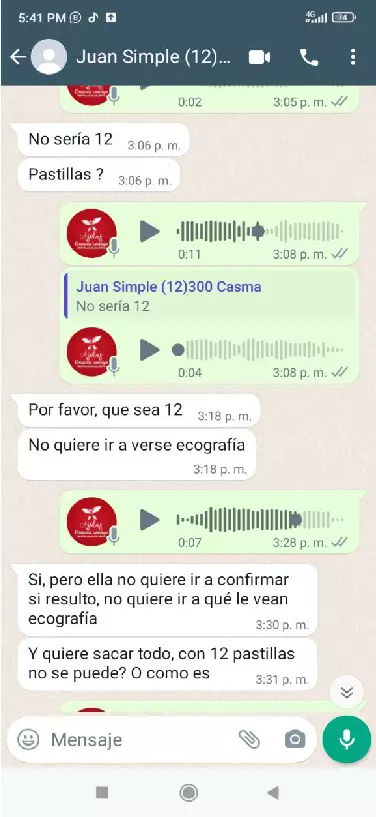 5:41 PM
4G
74
Juan Simple (12)...
0:02 3:05 p. m.
No sería 12 3:06 p. m.
Pastillas ? 3:06 p. m.
0:11 3:08 p. m.
Juan Simple (12)300 Casma
No sería 12
0:04 3:08 p. m.
Por favor, que sea 12 3:18 p. m.
No quiere ir a verse ecografía
3:18 p. m.
0:07 3:28 p. m.
Si, pero ella no quiere ir a confirmar
si resulto, no quiere ir a qué le vean
ecografía 3:30 p. m.
Y quiere sacar todo, con 12 pastillas
no se puede? O como es 3:31 p. m.
Mensaje